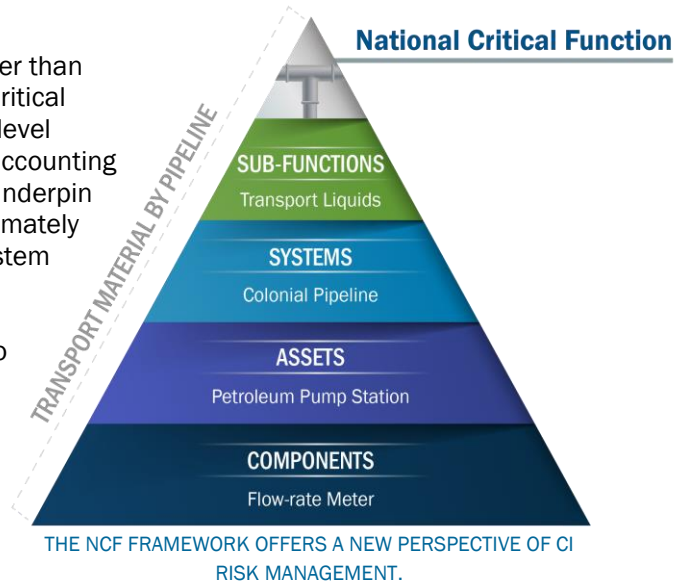 National Critical Function
er than
ritical
level
ccounting
nderpin
mately
stem
o
TRANSPORT MATERIAL BY PIPELINE
SUB-FUNCTIONS
Transport Liquids
SYSTEMS
Colonial Pipeline
ASSETS
Petroleum Pump Station
COMPONENTS
Flow-rate Meter
THE NCF FRAMEWORK OFFERS A NEW PERSPECTIVE OF CI
RISK MANAGEMENT.